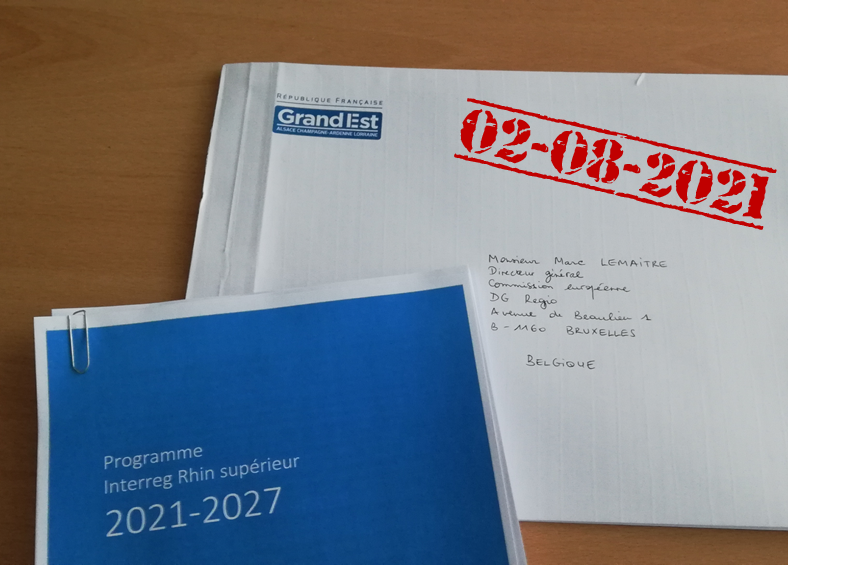 RÉPUBLIQUE FRANÇAISE
Grand Est
ALSACE CHAMPAGNE-ARDENNE LORRAINE
02-08-2021
Monsieur Marc LEMAITRE
Directeur général
Commission européenne
DG Regio
Avenue de Beaulieu 1
B-1160 BRUXELLES
BELGIQUE
Programme
Interreg Rhin supérieur
2021-2027